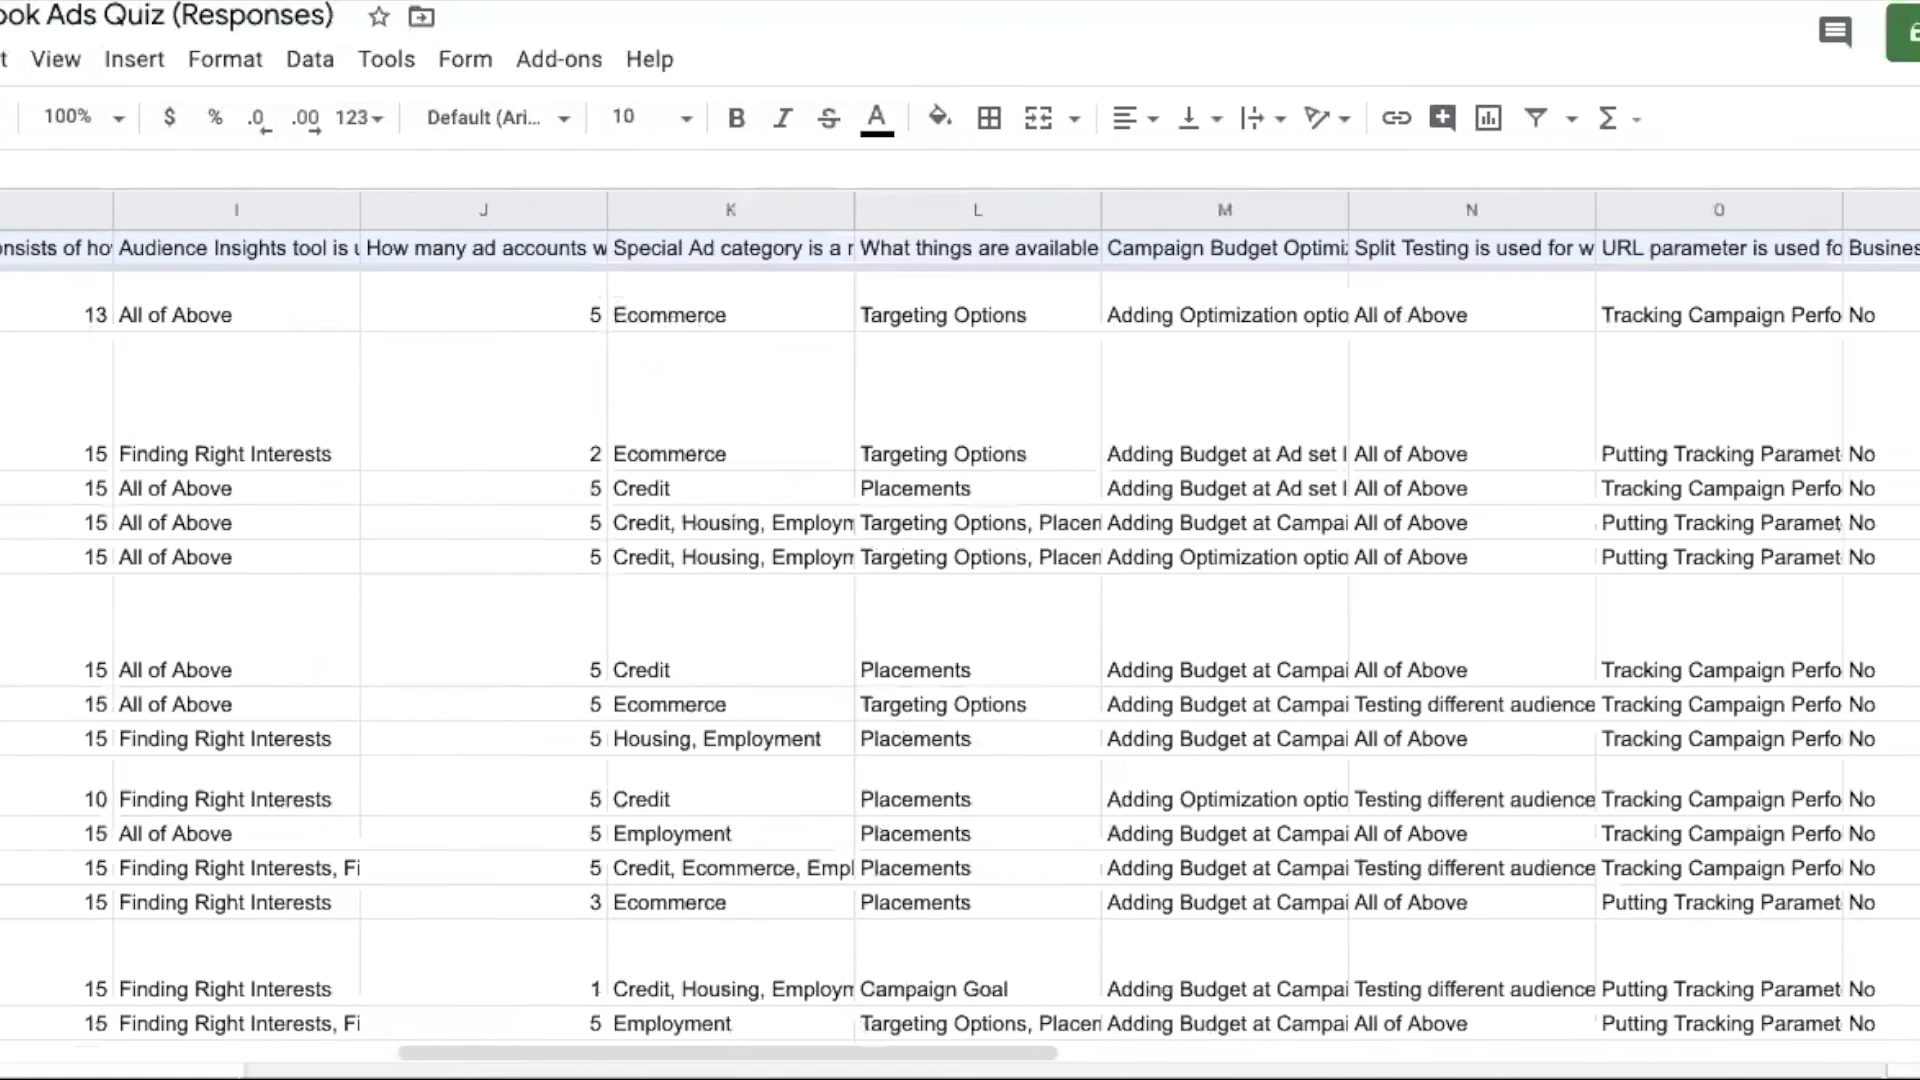 ook Ads Quiz (Responses)
t View Insert Format Data Tools Form Add-ons Help
100% $ % .0 .00 123 Default (Ari... 10 B I S A
I J K L M N O
onsists of ho Audience Insights tool is u How many ad accounts w Special Ad category is a r What things are available Campaign Budget Optimi Split Testing is used for w URL parameter is used fo Busines
13 All of Above 5 Ecommerce Targeting Options Adding Optimization optio All of Above Tracking Campaign Perfo No
15 Finding Right Interests 2 Ecommerce Targeting Options Adding Budget at Ad set l All of Above Putting Tracking Paramet No
15 All of Above 5 Credit Placements Adding Budget at Ad set l All of Above Tracking Campaign Perfo No
15 All of Above 5 Credit, Housing, Employm Targeting Options, Placem Adding Budget at Campai All of Above Putting Tracking Paramet No
15 All of Above 5 Credit, Housing, Employm Targeting Options, Placem Adding Optimization optio All of Above Putting Tracking Paramet No
15 All of Above 5 Credit Placements Adding Budget at Campai All of Above Tracking Campaign Perfo No
15 All of Above 5 Ecommerce Targeting Options Adding Budget at Campai Testing different audience Tracking Campaign Perfo No
15 Finding Right Interests 5 Housing, Employment Placements Adding Budget at Campai All of Above Tracking Campaign Perfo No
10 Finding Right Interests 5 Credit Placements Adding Optimization optio Testing different audience Tracking Campaign Perfo No
15 All of Above 5 Employment Placements Adding Budget at Campai All of Above Tracking Campaign Perfo No
15 Finding Right Interests, Fi 5 Credit, Ecommerce, Empl Placements Adding Budget at Campai Testing different audience Tracking Campaign Perfo No
15 Finding Right Interests 3 Ecommerce Placements Adding Budget at Campai All of Above Putting Tracking Paramet No
15 Finding Right Interests 1 Credit, Housing, Employm Campaign Goal Adding Budget at Campai Testing different audience Putting Tracking Paramet No
15 Finding Right Interests, Fi 5 Employment Targeting Options, Placem Adding Budget at Campai All of Above Putting Tracking Paramet No